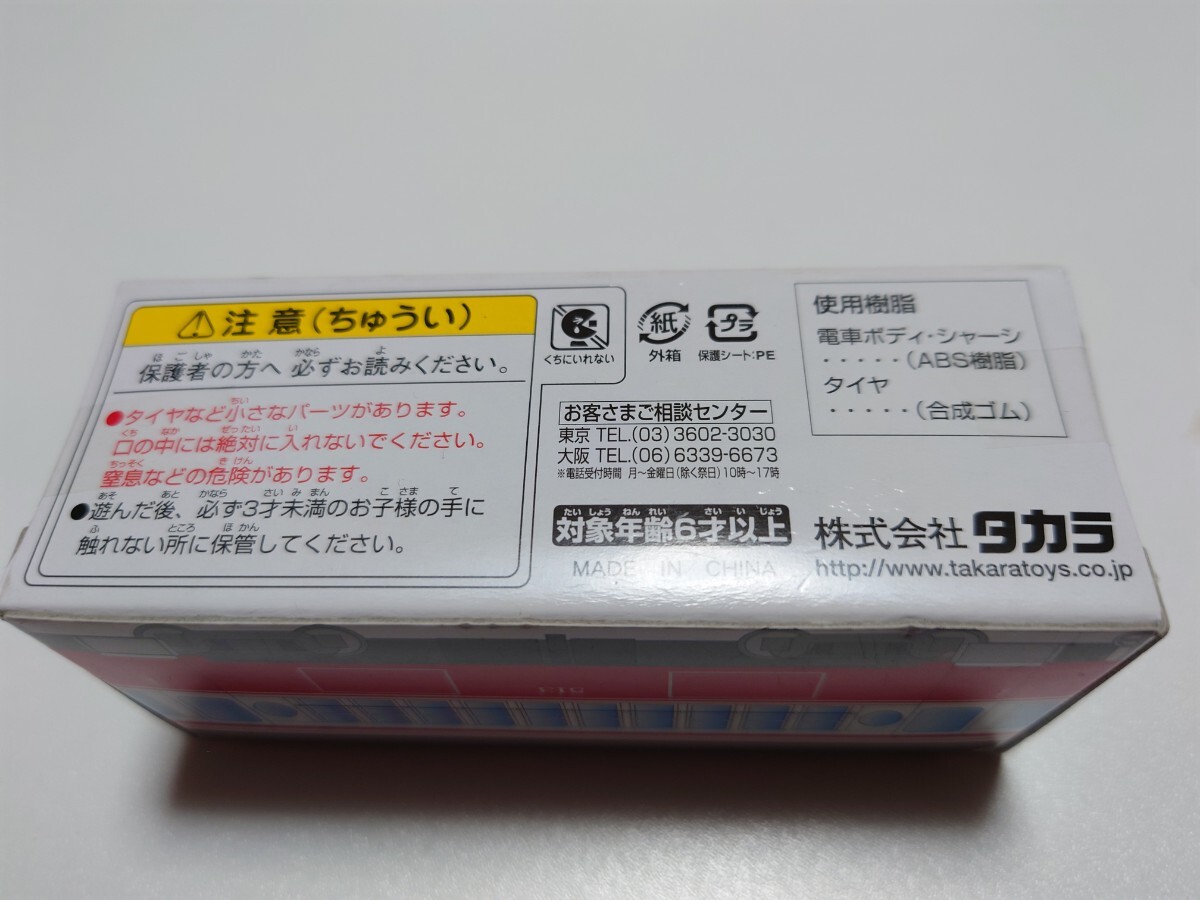 ⚠注意(ちゅうい)
保護者の方へ 必ずお読みください。
●タイヤなど小さなパーツがあります。
口の中には絶対に入れないでください。
窒息などの危険があります。
●遊んだ後、必ず3才未満のお子様の手に
触れない所に保管してください。
くちにいれない
紙
外箱
プラ
保護シート:PE
お客さまご相談センター
東京 TEL.(03)3602-3030
大阪 TEL.(06)6339-6673
※電話受付時間 月〜金曜日(除く祭日)10時〜17時
対象年齢6才以上
MADE IN CHINA
使用樹脂
電車ボディ・シャーシ
・・・・・(ABS樹脂)
タイヤ
・・・・・(合成ゴム)
株式会社タカラ
http://www.takaratoys.co.jp